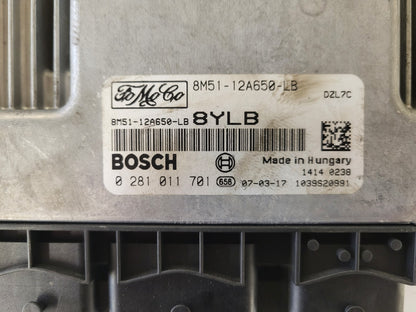 FoMoCo 8M51-12A650-LB DZL7C
8M51-12A650-LB 8YLB
BOSCH Made in Hungary
1414 0238
0 281 011 701 656 07-03-17 1039S20991